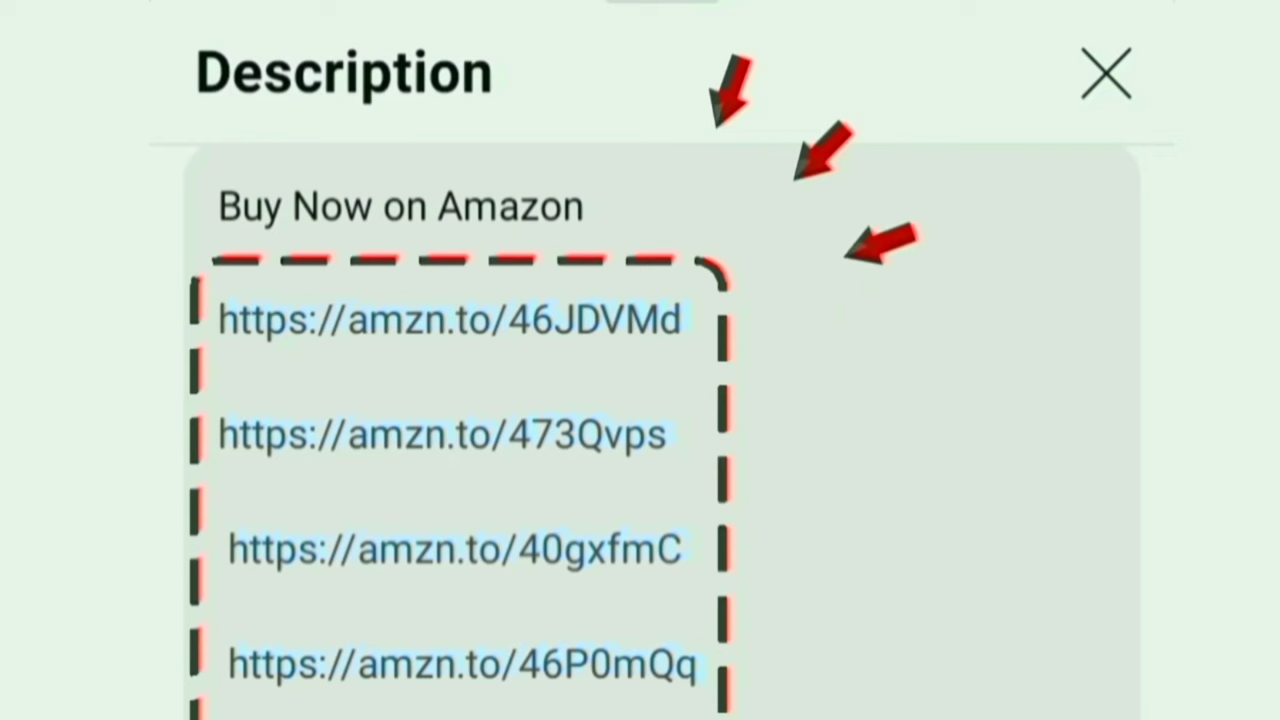 Description
Buy Now on Amazon
https://amzn.to/46JDVMd
https://amzn.to/473Qvps
https://amzn.to/40gxfmC
https://amzn.to/46P0mQq